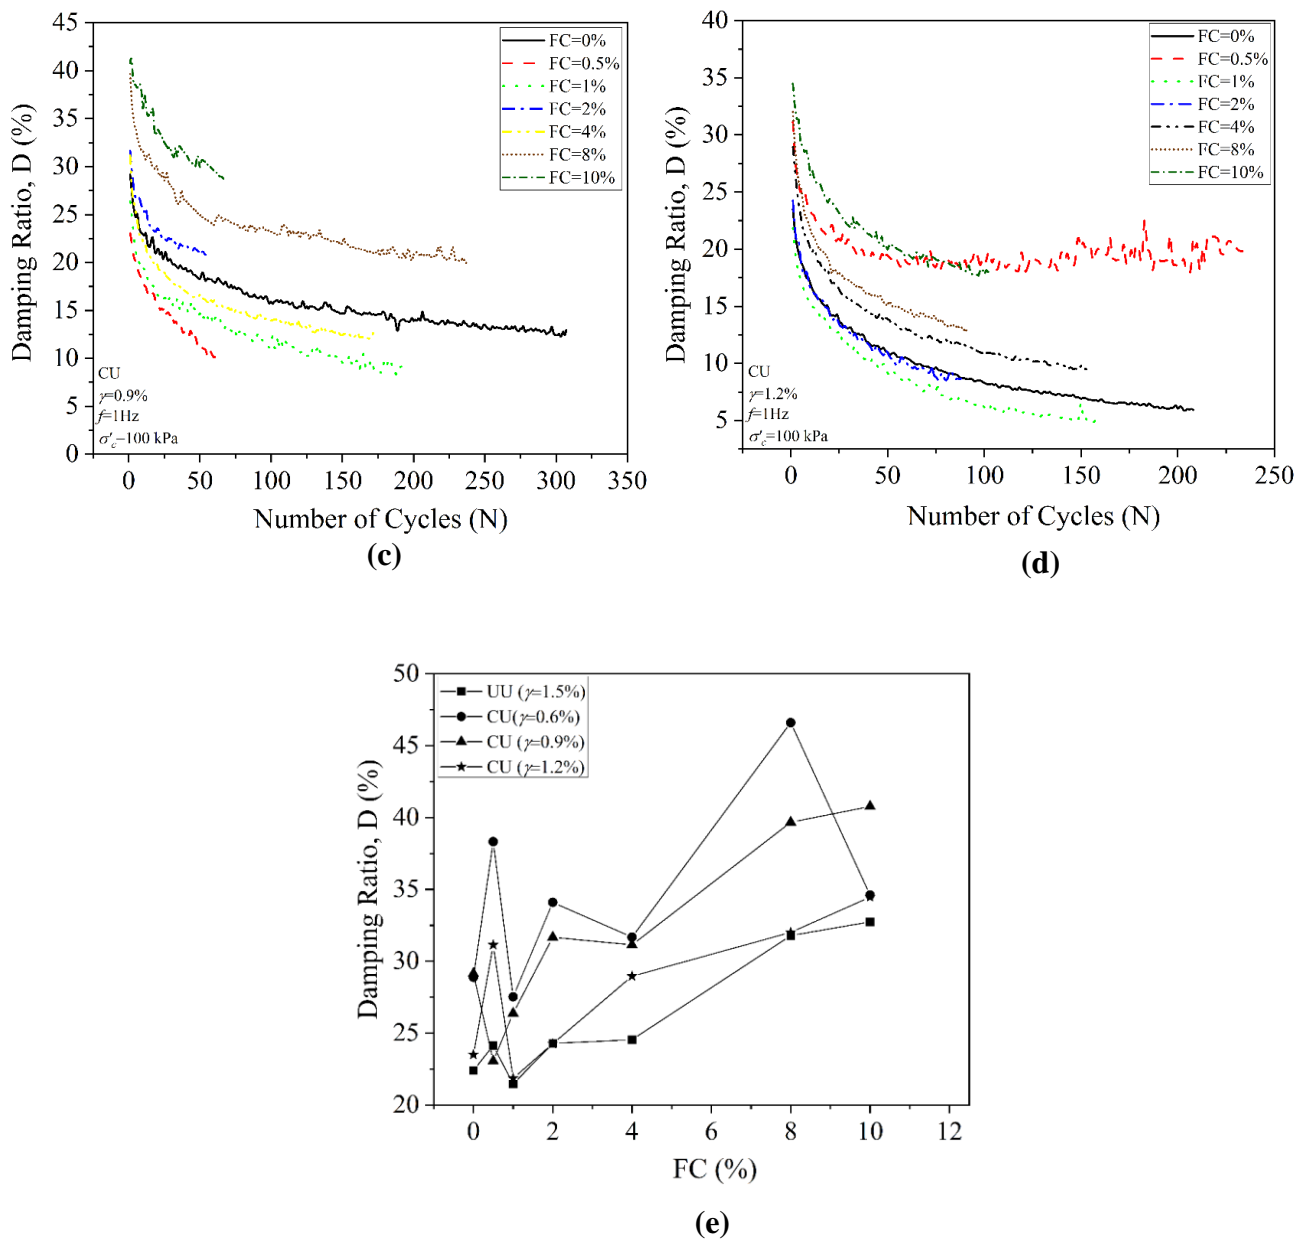 45
40
35
30
25
20
15
10
5
0
Damping Ratio, D (%)
FC=0%
FC=0.5%
FC=1%
FC=2%
FC=4%
FC=8%
FC=10%
CU
γ=0.9%
f=1Hz
σ'c=100 kPa
0 50 100 150 200 250 300 350
Number of Cycles (N)
(c)
40
35
30
25
20
15
10
5
Damping Ratio, D (%)
FC=0%
FC=0.5%
FC=1%
FC=2%
FC=4%
FC=8%
FC=10%
CU
γ=1.2%
f=1Hz
σ'c=100 kPa
0 50 100 150 200 250
Number of Cycles (N)
(d)
50
45
40
35
30
25
20
Damping Ratio, D (%)
UU (γ=1.5%)
CU(γ=0.6%)
CU (γ=0.9%)
CU (γ=1.2%)
0 2 4 6 8 10 12
FC (%)
(e)